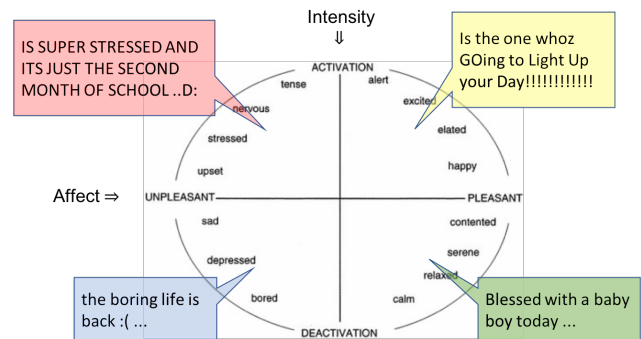 Intensity
⇓
IS SUPER STRESSED AND
ITS JUST THE SECOND
MONTH OF SCHOOL ..D:
Is the one whoz
GOing to Light Up
your Day!!!!!!!!!!!!
ACTIVATION
tense
alert
nervous
excited
stressed
elated
upset
happy
Affect ⇒
UNPLEASANT
PLEASANT
sad
contented
depressed
serene
relaxed
bored
calm
the boring life is
back :( ...
Blessed with a baby
boy today ...
DEACTIVATION